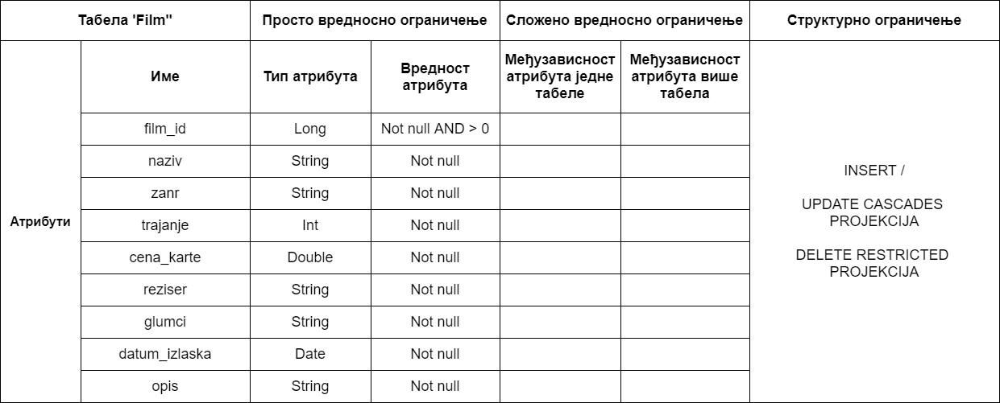 Табела 'Film"
Просто вредносно ограничење
Сложено вредносно ограничење
Структурно ограничење
Атрибути
Име
Тип атрибута
Вредност
атрибута
Међузависност
атрибута једне
табеле
Међузависност
атрибута више
табела
film_id
Long
Not null AND > 0
naziv
String
Not null
zanr
String
Not null
trajanje
Int
Not null
cena_karte
Double
Not null
reziser
String
Not null
glumci
String
Not null
datum_izlaska
Date
Not null
opis
String
Not null
INSERT /
UPDATE CASCADES
PROJEKCIJA
DELETE RESTRICTED
PROJEKCIJA